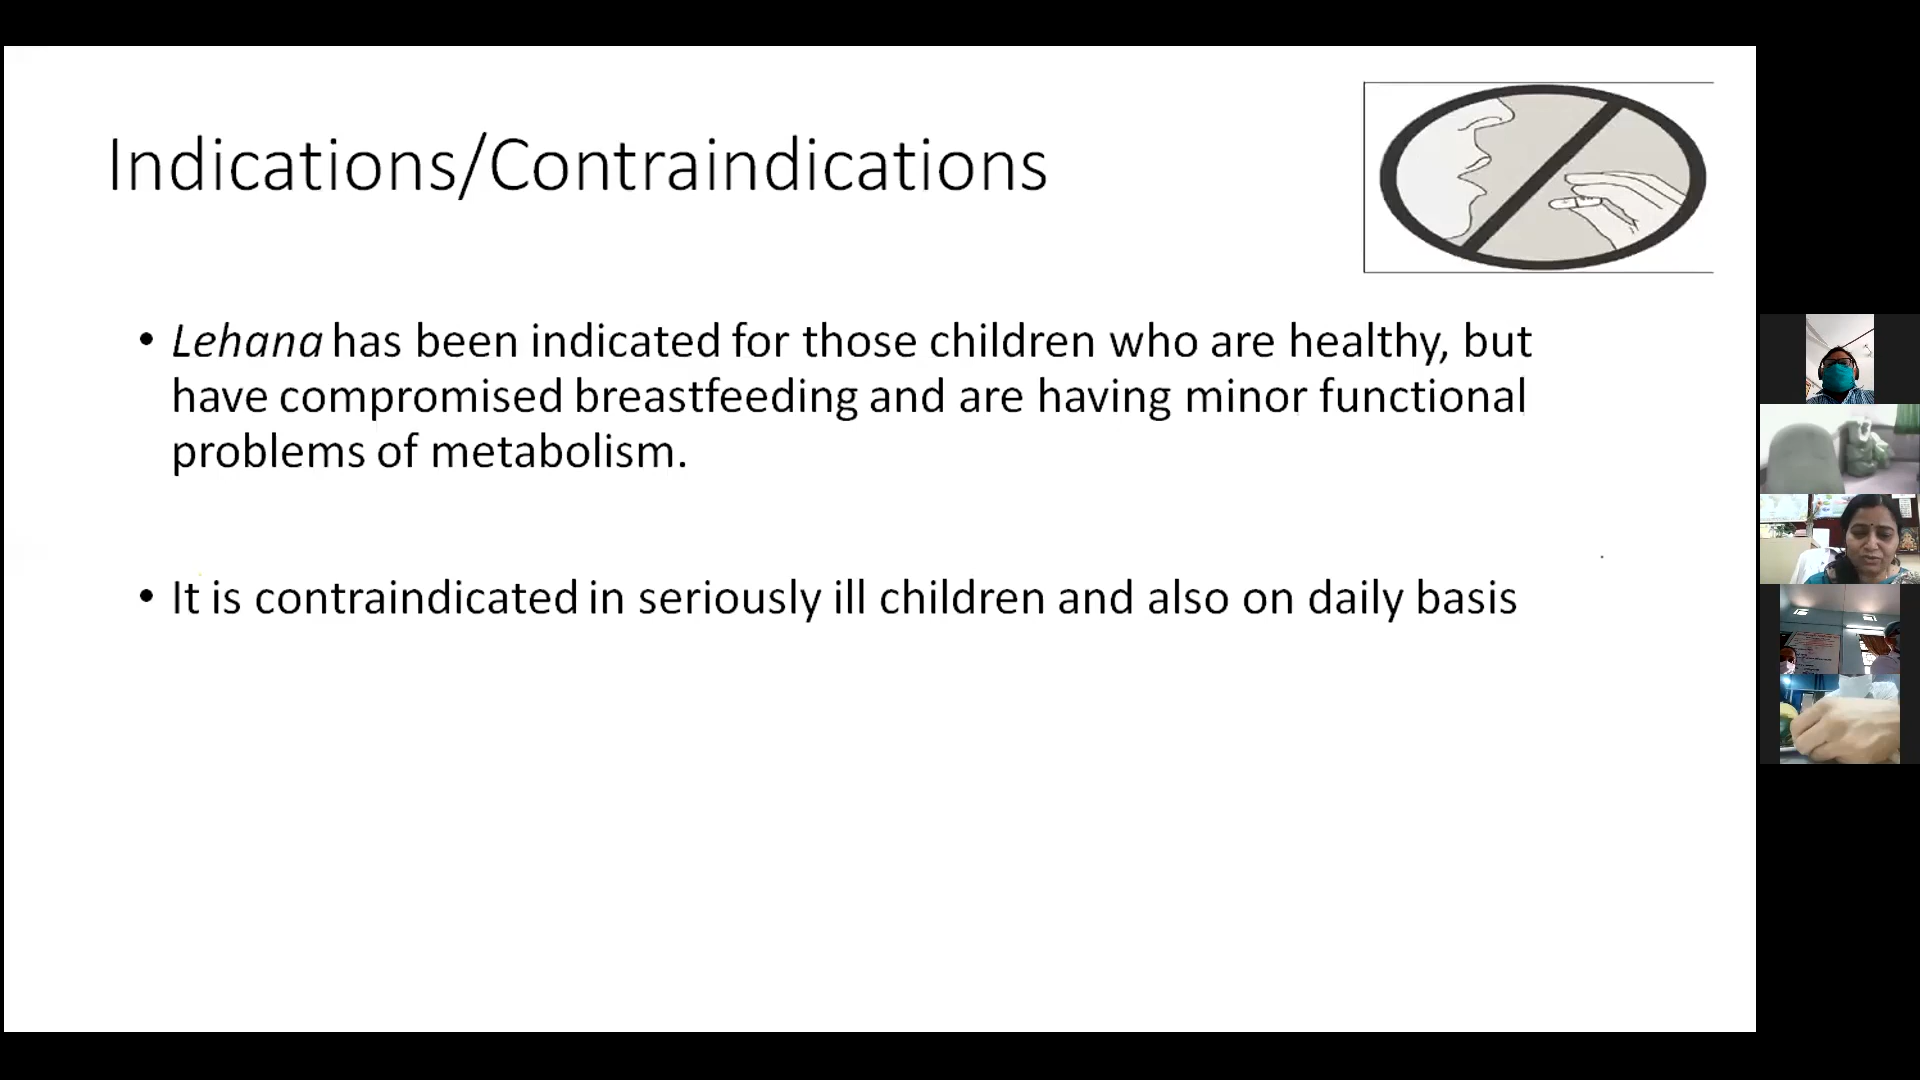 Indications/Contraindications
• Lehana has been indicated for those children who are healthy, but
have compromised breastfeeding and are having minor functional
problems of metabolism.
• It is contraindicated in seriously ill children and also on daily basis